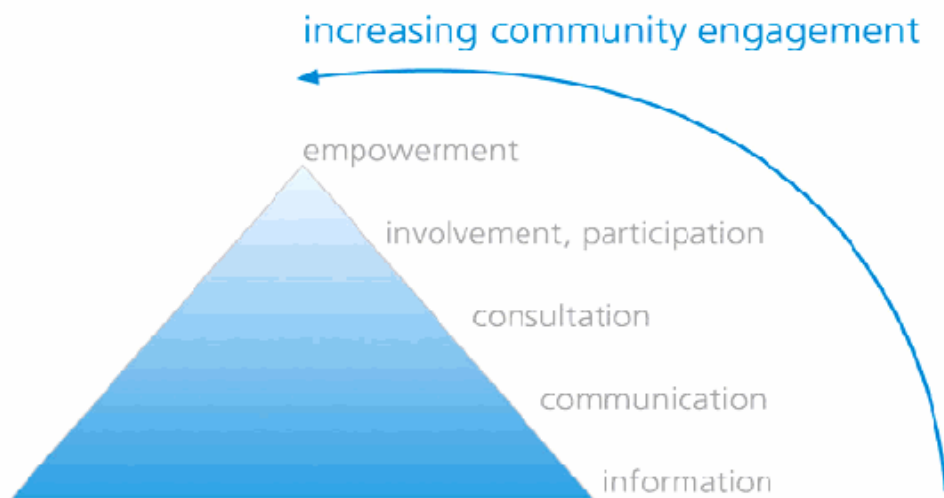 increasing community engagement
empowerment
involvement, participation
consultation
communication
information